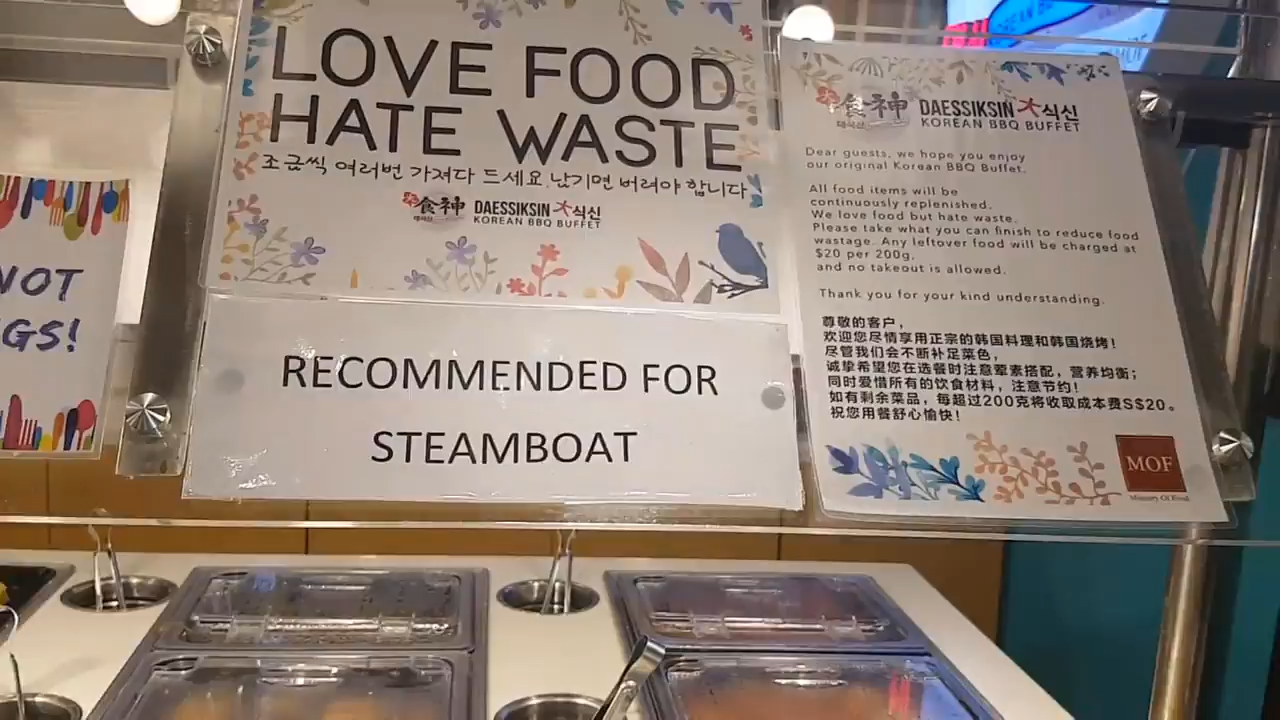 NOT
GS!
LOVE FOOD
HATE WASTE
조금씩 여러번 가져다 드세요.남기면 버려야 합니다
食神
대식신
DAESSIKSIN 大식신
KOREAN BBQ BUFFET
RECOMMENDED FOR
STEAMBOAT
食神
대식신
DAESSIKSIN 大식신
KOREAN BBQ BUFFET
Dear guests, we hope you enjoy
our original Korean BBQ Buffet.
All food items will be
continuously replenished.
We love food but hate waste.
Please take what you can finish to reduce food
wastage. Any leftover food will be charged at
$20 per 200g,
and no takeout is allowed.
Thank you for your kind understanding.
尊敬的客户，
欢迎您尽情享用正宗的韩国料理和韩国烧烤！
尽管我们会不断补足菜色，
诚挚希望您在选餐时注意荤素搭配，营养均衡；
同时爱惜所有的饮食材料，注意节约！
如有剩余菜品，每超过200克将收取成本费S$20。
祝您用餐舒心愉快！
MOF
Ministry Of Food